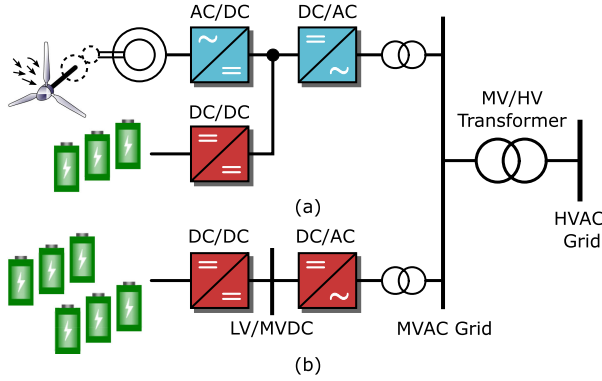 AC/DC
DC/AC
DC/DC
MV/HV
Transformer
(a)
HVAC
Grid
DC/DC
DC/AC
LV/MVDC
MVAC Grid
(b)